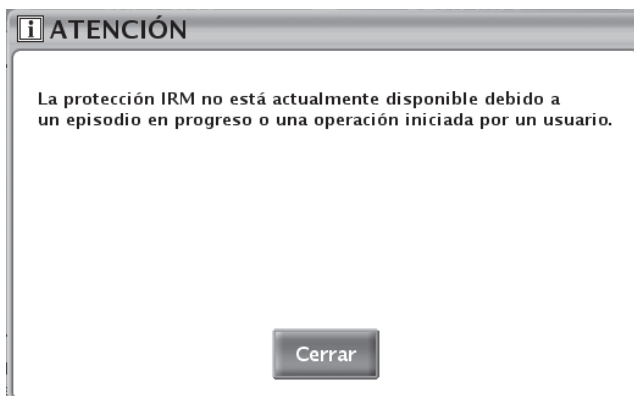 i ATENCIÓN
La protección IRM no está actualmente disponible debido a
un episodio en progreso o una operación iniciada por un usuario.
Cerrar